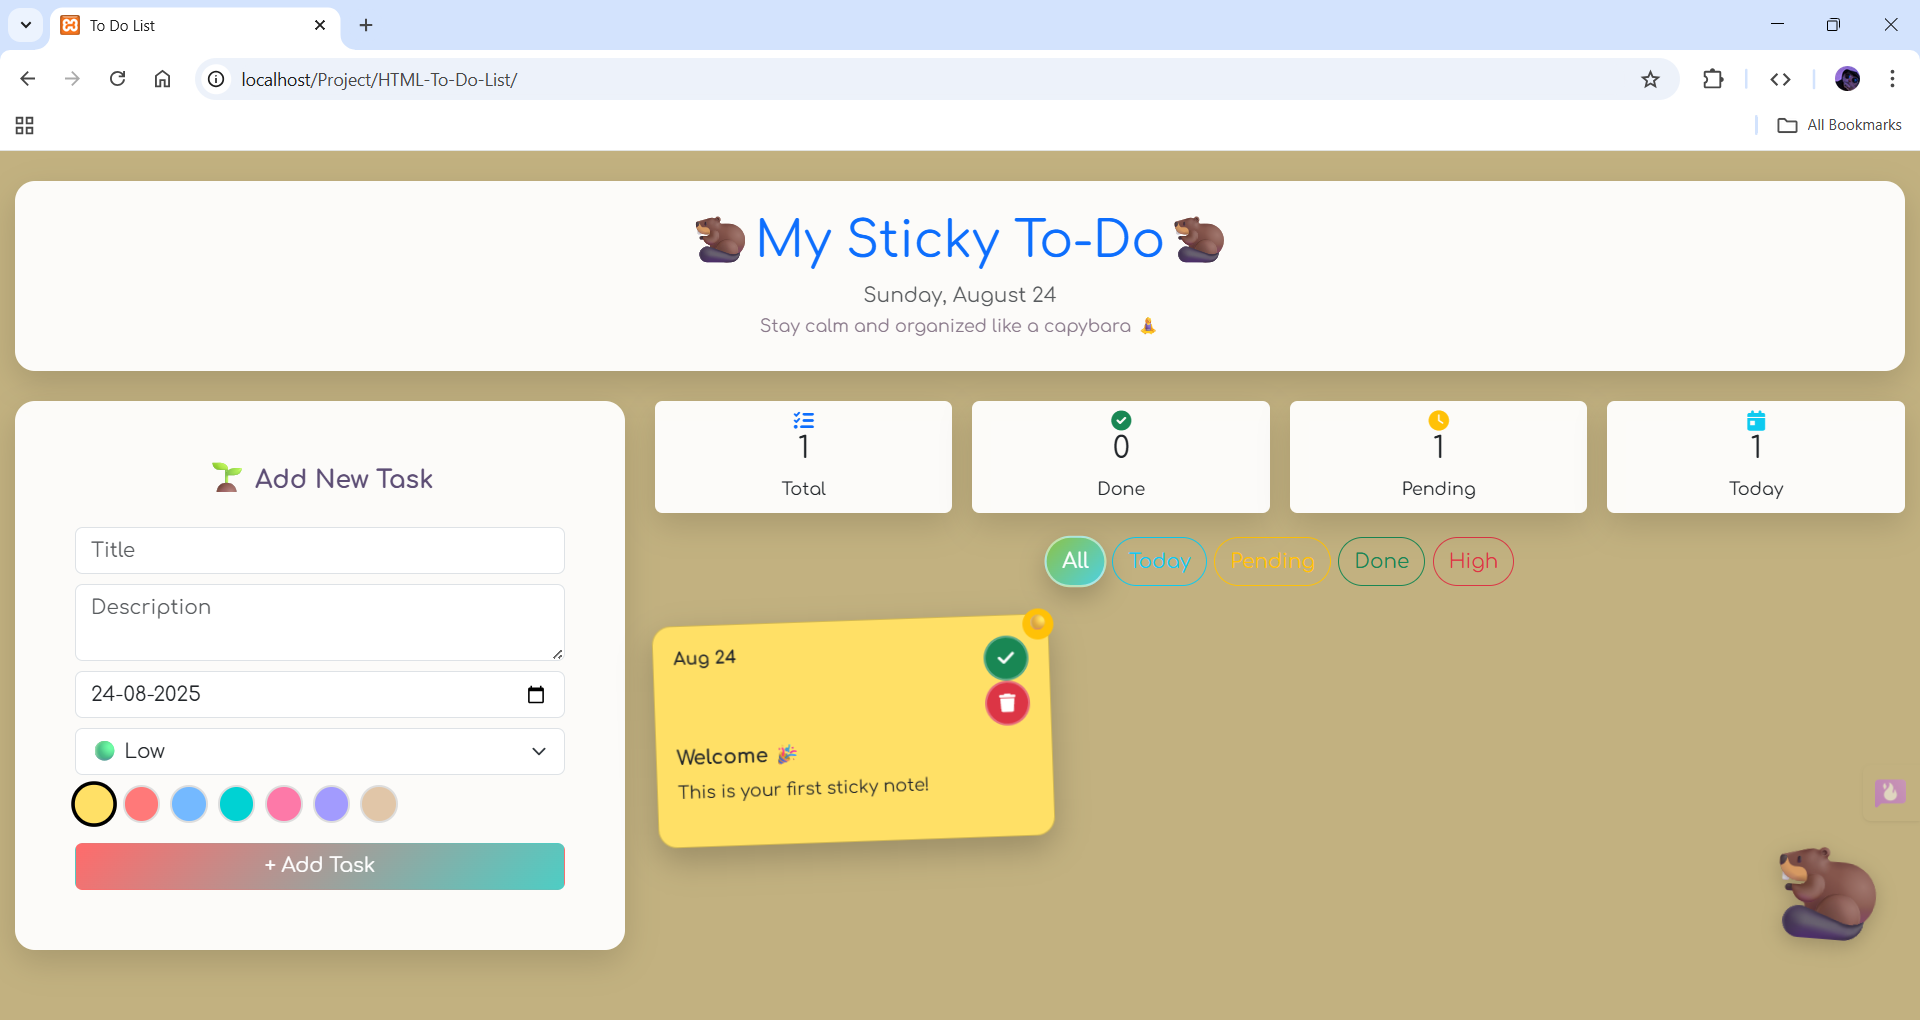 To Do List
localhost/Project/HTML-To-Do-List/
All Bookmarks
My Sticky To-Do
Sunday, August 24
Stay calm and organized like a capybara
Add New Task
Title
Description
24-08-2025
Low
+ Add Task
1
Total
0
Done
1
Pending
1
Today
All
Today
Pending
Done
High
Aug 24
Welcome
This is your first sticky note!